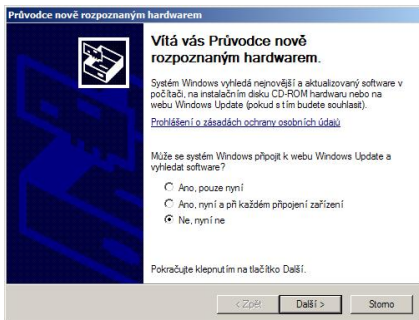 Průvodce nově rozpoznaným hardwarem
Vítá vás Průvodce nově
rozpoznaným hardwarem.
Systém Windows vyhledá nejnovější a aktualizovaný software v
počítači, na instalačním disku CD-ROM hardwaru nebo na
webu Windows Update (pokud s tím budete souhlasit).
Prohlášení o zásadách ochrany osobních údajů
Může se systém Windows připojit k webu Windows Update a
vyhledat software?
Ano, pouze nyní
Ano, nyní a při každém připojení zařízení
Ne, nyní ne
Pokračujte klepnutím na tlačítko Další.
< Zpět
Další >
Storno